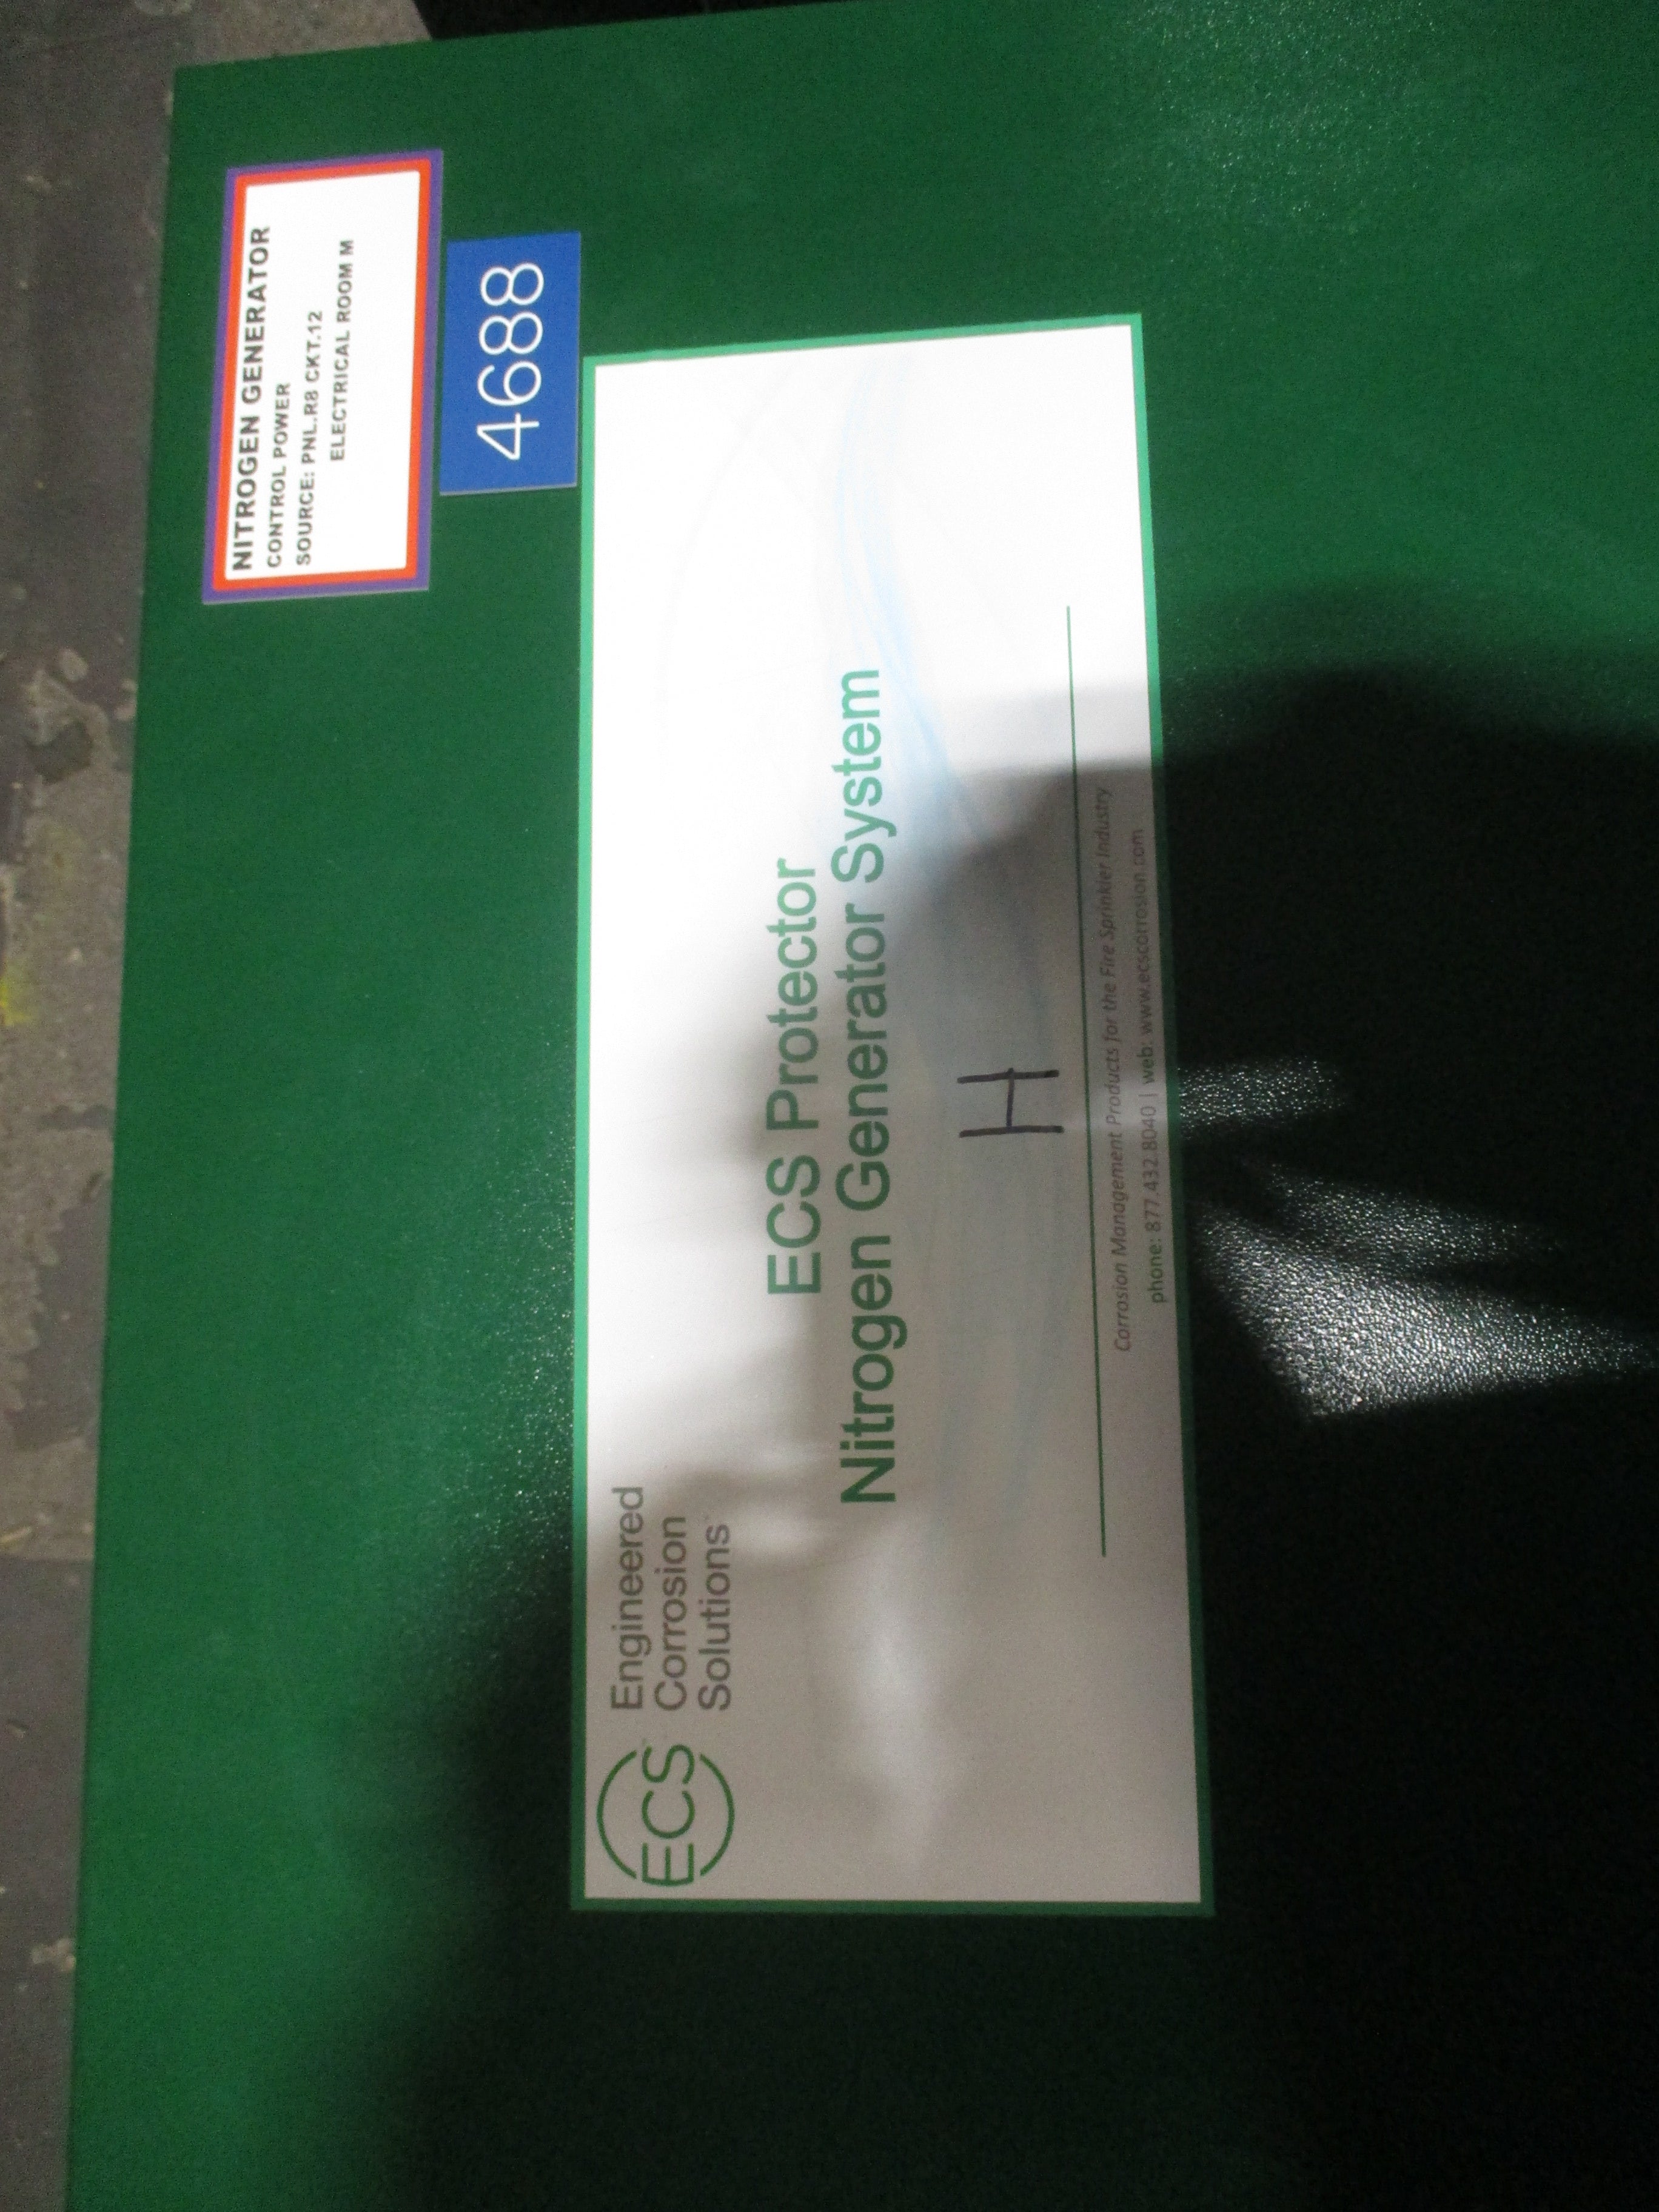 NITROGEN GENERATOR
CONTROL POWER
SOURCE: PNL.R8 CKT.12
ELECTRICAL ROOM M
4688
ECS
Engineered
Corrosion
Solutions
ECS Protector
Nitrogen Generator System
H
Corrosion Management Products for the Fire Sprinkler Industry
phone: 877.432.8040 | web: www.ecscorrosion.com